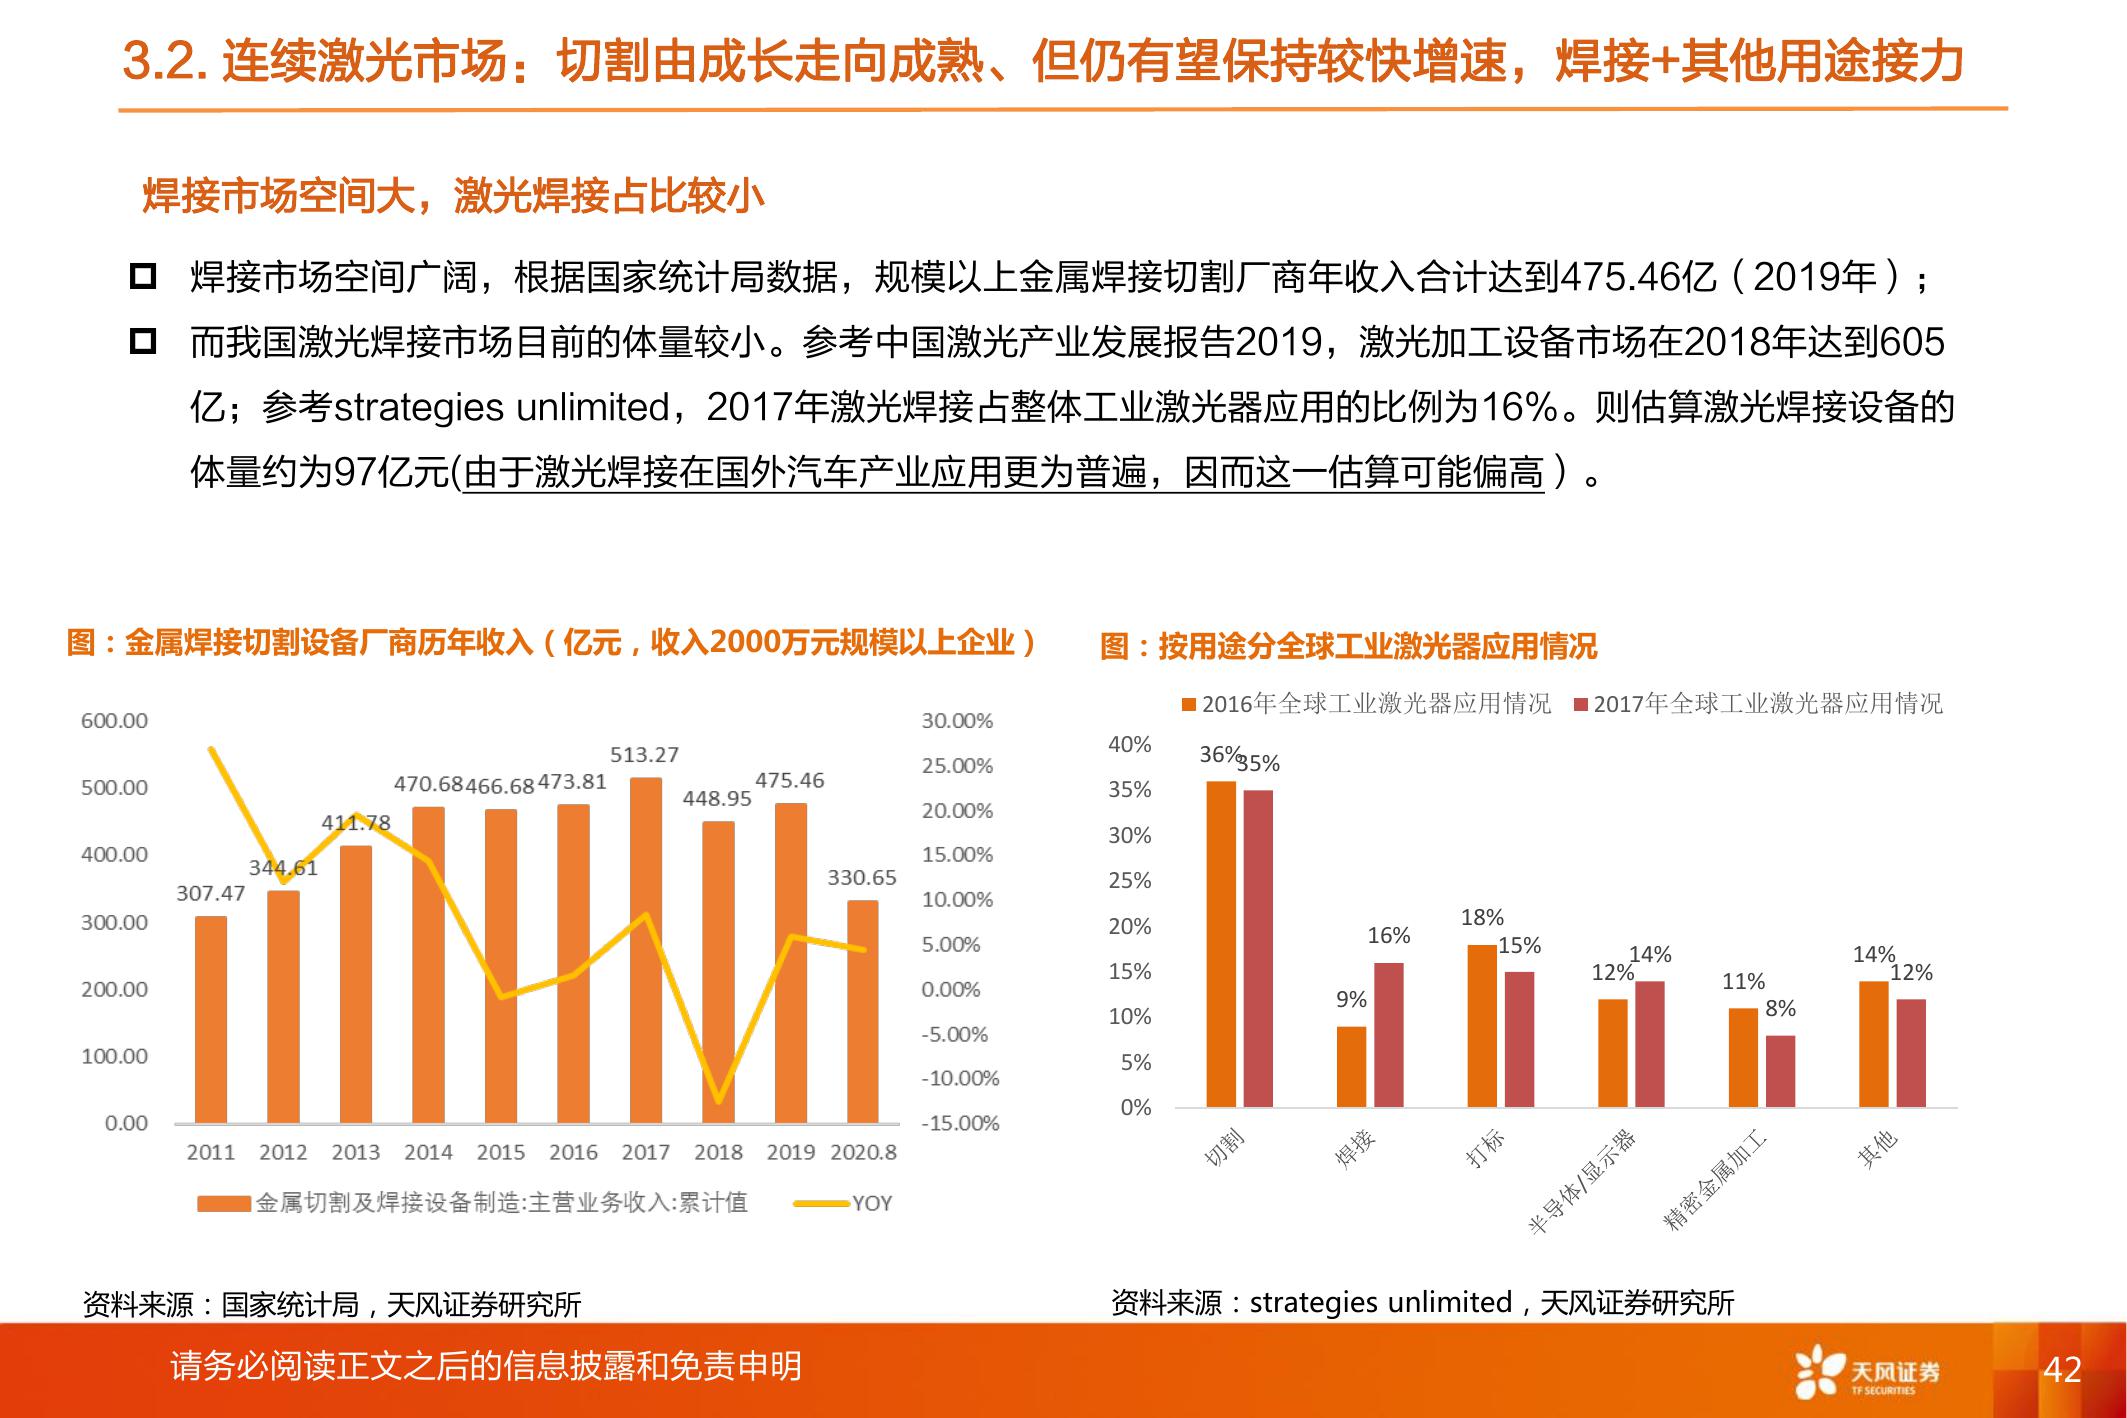 3.2. 连续激光市场：切割由成长走向成熟、但仍有望保持较快增速，焊接+其他用途接力
焊接市场空间大，激光焊接占比较小
焊接市场空间广阔，根据国家统计局数据，规模以上金属焊接切割厂商年收入合计达到475.46亿（2019年）；
而我国激光焊接市场目前的体量较小。参考中国激光产业发展报告2019，激光加工设备市场在2018年达到605
亿；参考strategies unlimited，2017年激光焊接占整体工业激光器应用的比例为16%。则估算激光焊接设备的
体量约为97亿元(由于激光焊接在国外汽车产业应用更为普遍，因而这一估算可能偏高）。
图：金属焊接切割设备厂商历年收入（亿元，收入2000万元规模以上企业）
600.00
500.00
400.00
300.00
200.00
100.00
0.00
307.47
344.61
411.78
470.68
466.68
473.81
513.27
448.95
475.46
330.65
30.00%
25.00%
20.00%
15.00%
10.00%
5.00%
0.00%
-5.00%
-10.00%
-15.00%
2011 2012 2013 2014 2015 2016 2017 2018 2019 2020.8
金属切割及焊接设备制造:主营业务收入:累计值 YOY
资料来源：国家统计局，天风证券研究所
图：按用途分全球工业激光器应用情况
2016年全球工业激光器应用情况 2017年全球工业激光器应用情况
40%
35%
30%
25%
20%
15%
10%
5%
0%
36%
35%
9%
16%
18%
15%
12%
14%
11%
8%
14%
12%
切割
焊接
打标
半导体/显示器
精密金属加工
其他
资料来源：strategies unlimited，天风证券研究所
请务必阅读正文之后的信息披露和免责申明
天风证券
TF SECURITIES
42